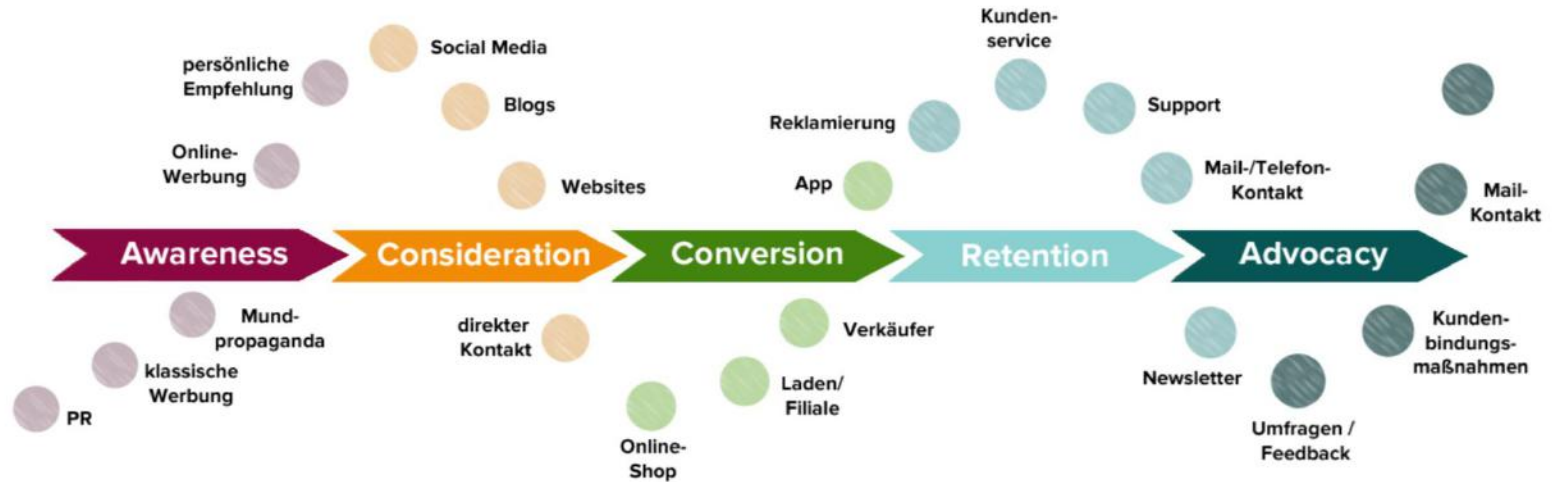 Kunden-
service
Social Media
persönliche
Empfehlung
Blogs
Support
Reklamierung
Online-
Werbung
Websites
App
Mail-/Telefon-
Kontakt
Mail-
Kontakt
Awareness
Consideration
Conversion
Retention
Advocacy
Mund-
propaganda
direkter
Kontakt
Verkäufer
Kunden-
bindungs-
maßnahmen
klassische
Werbung
Laden/
Filiale
Newsletter
PR
Online-
Shop
Umfragen /
Feedback